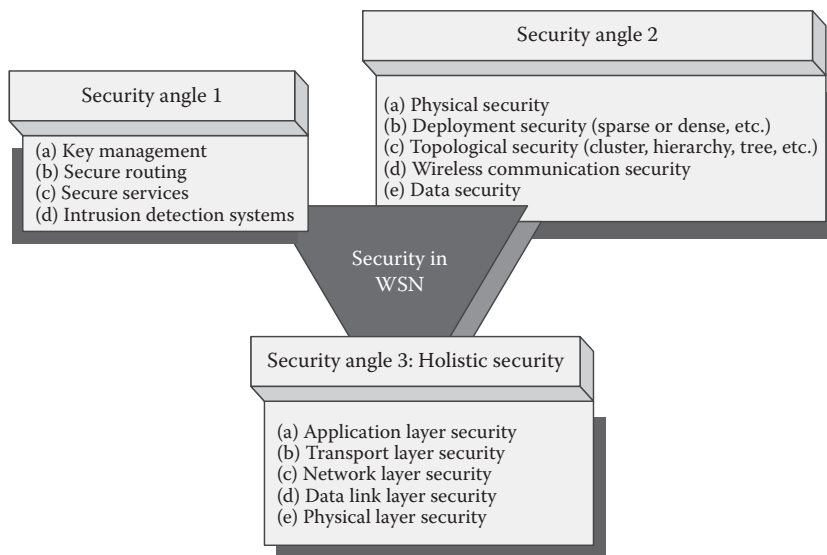 Security angle 1
(a) Key management
(b) Secure routing
(c) Secure services
(d) Intrusion detection systems
Security angle 2
(a) Physical security
(b) Deployment security (sparse or dense, etc.)
(c) Topological security (cluster, hierarchy, tree, etc.)
(d) Wireless communication security
(e) Data security
Security in
WSN
Security angle 3: Holistic security
(a) Application layer security
(b) Transport layer security
(c) Network layer security
(d) Data link layer security
(e) Physical layer security